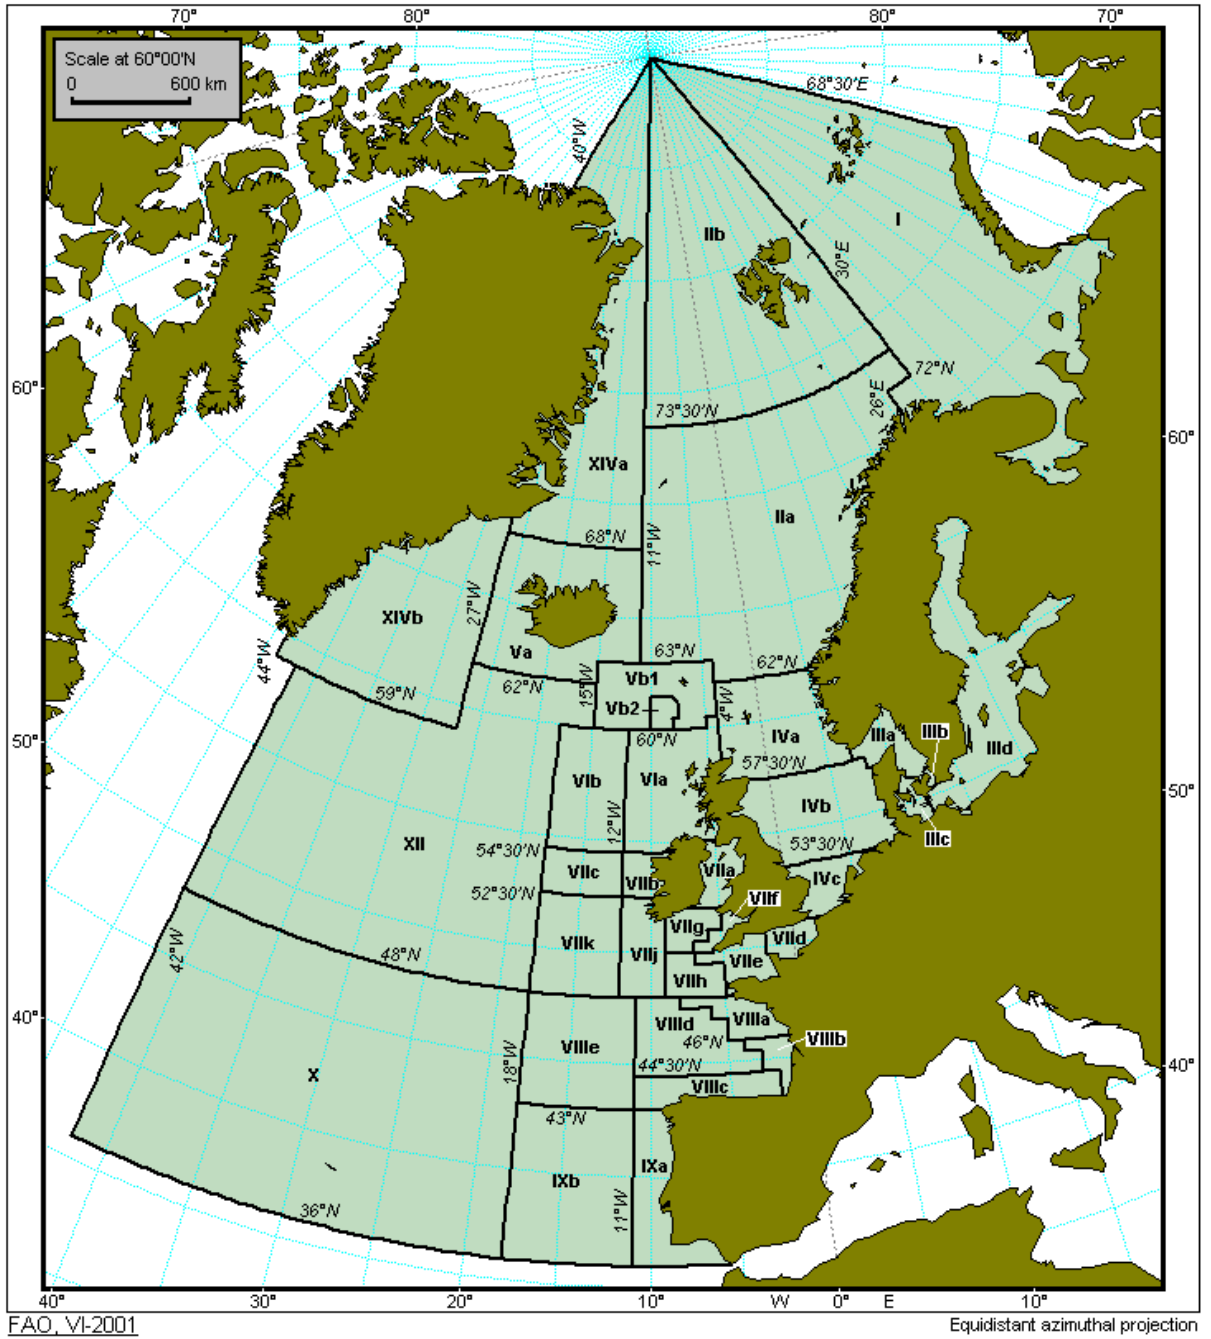 70° 80° 80° 70°
Scale at 60°00'N
0 600 km
68°30'E
40°W
I
IIb
30°E
72°N
60°
26°E
73°30'N
60°
XIVa
IIa
68°N
11°W
27°W
XIVb
Va
63°N
62°N
44°W
62°N
15°W
Vb1
59°N
Vb2
4°W
IIIa
IIIb
IIId
50°
60°N
IVa
57°30'N
VIb
VIa
50°
IVb
12°W
IIIc
XII
54°30'N
53°30'N
VIIc
VIIb
VIIa
IVc
52°30'N
VIIf
VIIg
42°W
48°N
VIIk
VIIj
VIId
VIIe
VIIh
40°
VIIId
VIIIa
VIIIe
46°N
VIIIb
18°W
44°30'N
40°
X
VIIIc
43°N
IXb
IXa
36°N
11°W
40° 30° 20° 10° W 0° E 10°
FAO, VI-2001
Equidistant azimuthal projection